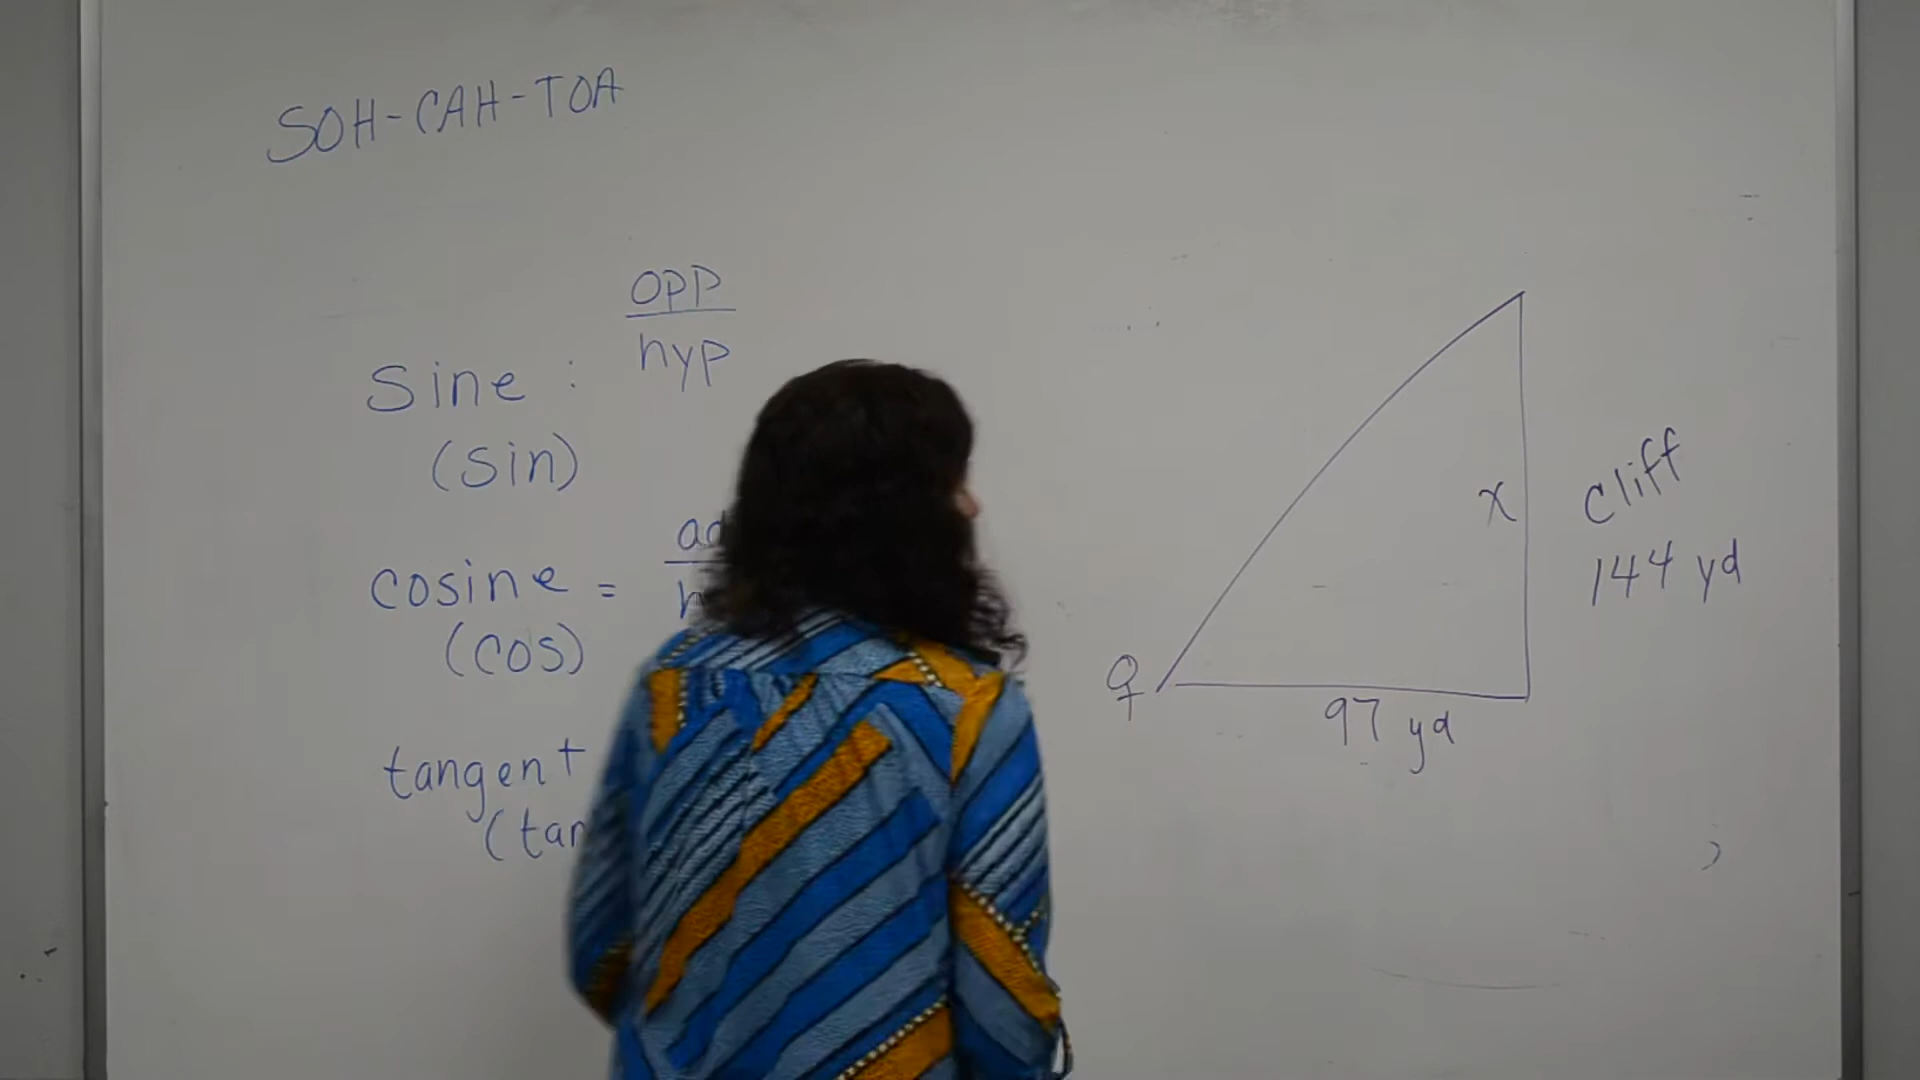 SOH-CAH-TOA
opp
hyp
Sine :
(sin)
cosine =
(cos)
tangent
x
Cliff
144 yd
97 yd